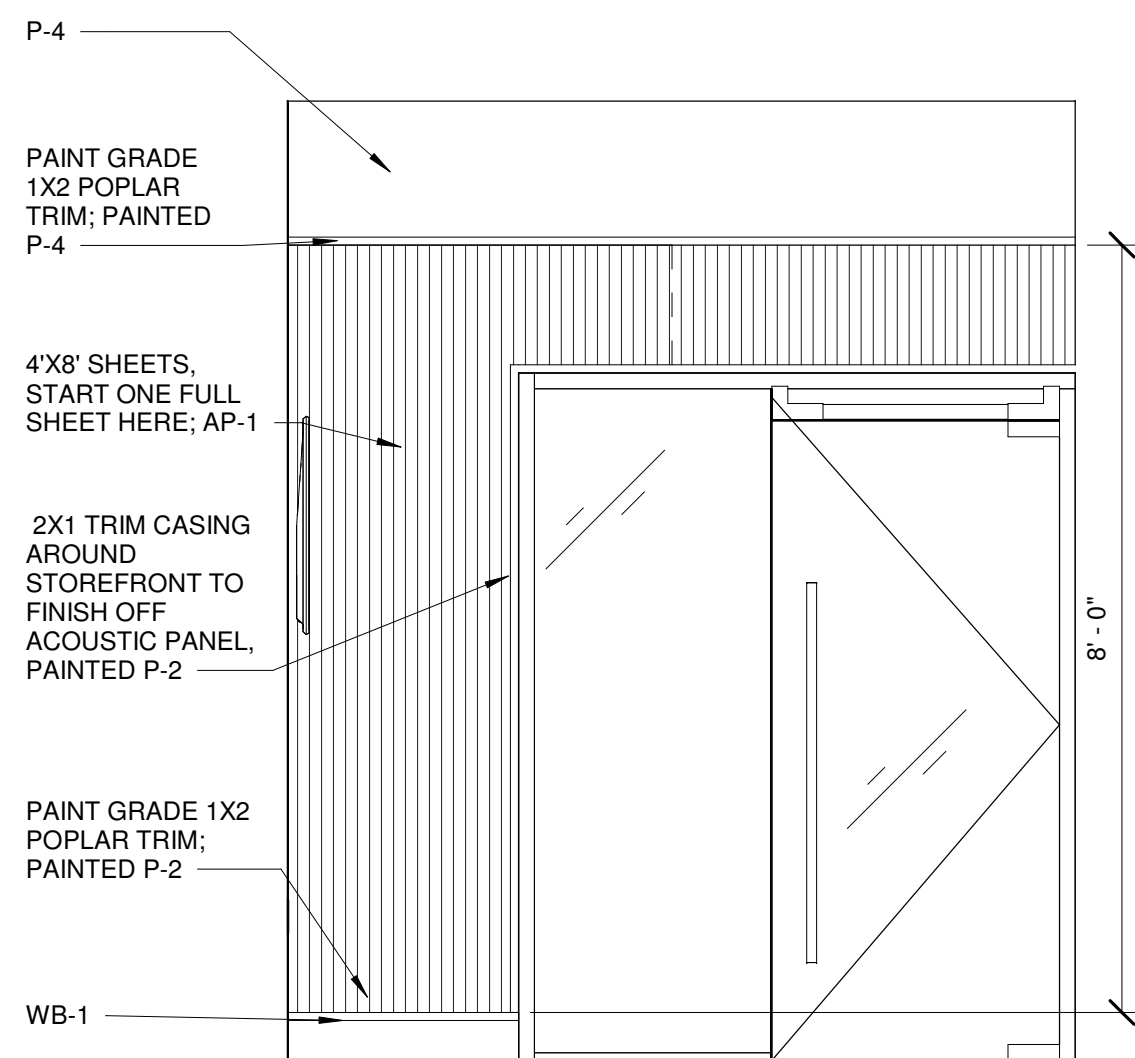 P-4
PAINT GRADE
1X2 POPLAR
TRIM; PAINTED
P-4
4'X8' SHEETS,
START ONE FULL
SHEET HERE; AP-1
2X1 TRIM CASING
AROUND
STOREFRONT TO
FINISH OFF
ACOUSTIC PANEL,
PAINTED P-2
PAINT GRADE 1X2
POPLAR TRIM;
PAINTED P-2
WB-1
8' - 0"